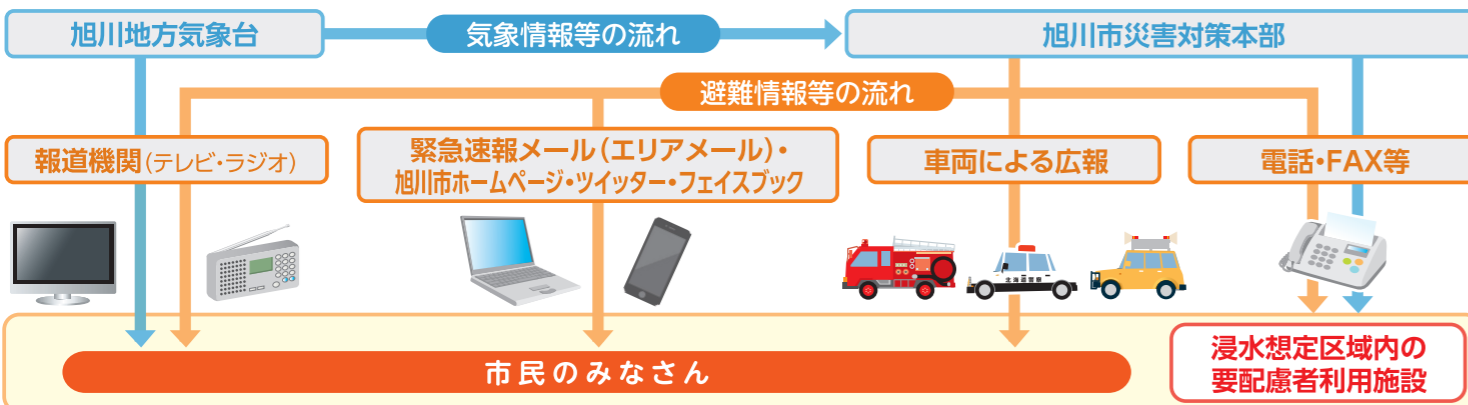 旭川地方気象台
気象情報等の流れ
旭川市災害対策本部
避難情報等の流れ
報道機関(テレビ・ラジオ)
緊急速報メール(エリアメール)・
旭川市ホームページ・ツイッター・フェイスブック
車両による広報
電話・FAX等
北海道警察
市民のみなさん
浸水想定区域内の
要配慮者利用施設